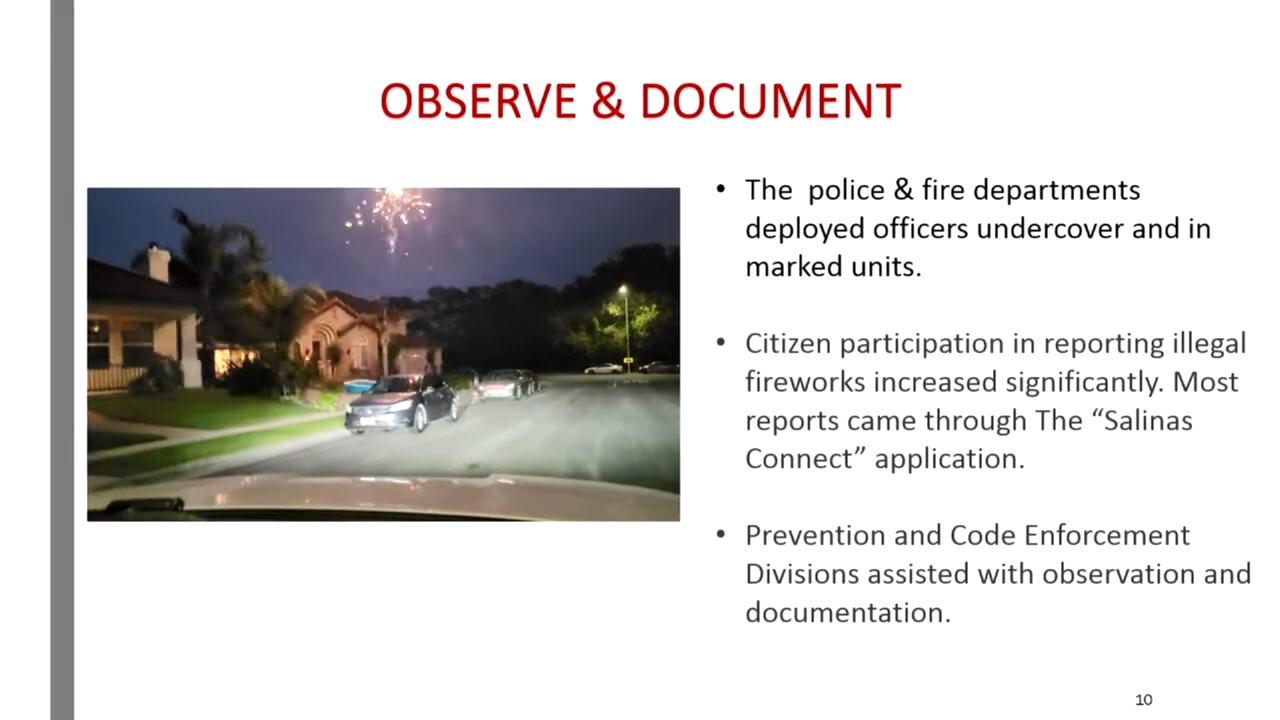 OBSERVE & DOCUMENT
• The  police & fire departments
deployed officers undercover and in
marked units.
• Citizen participation in reporting illegal
fireworks increased significantly. Most
reports came through The “Salinas
Connect” application.
• Prevention and Code Enforcement
Divisions assisted with observation and
documentation.
10